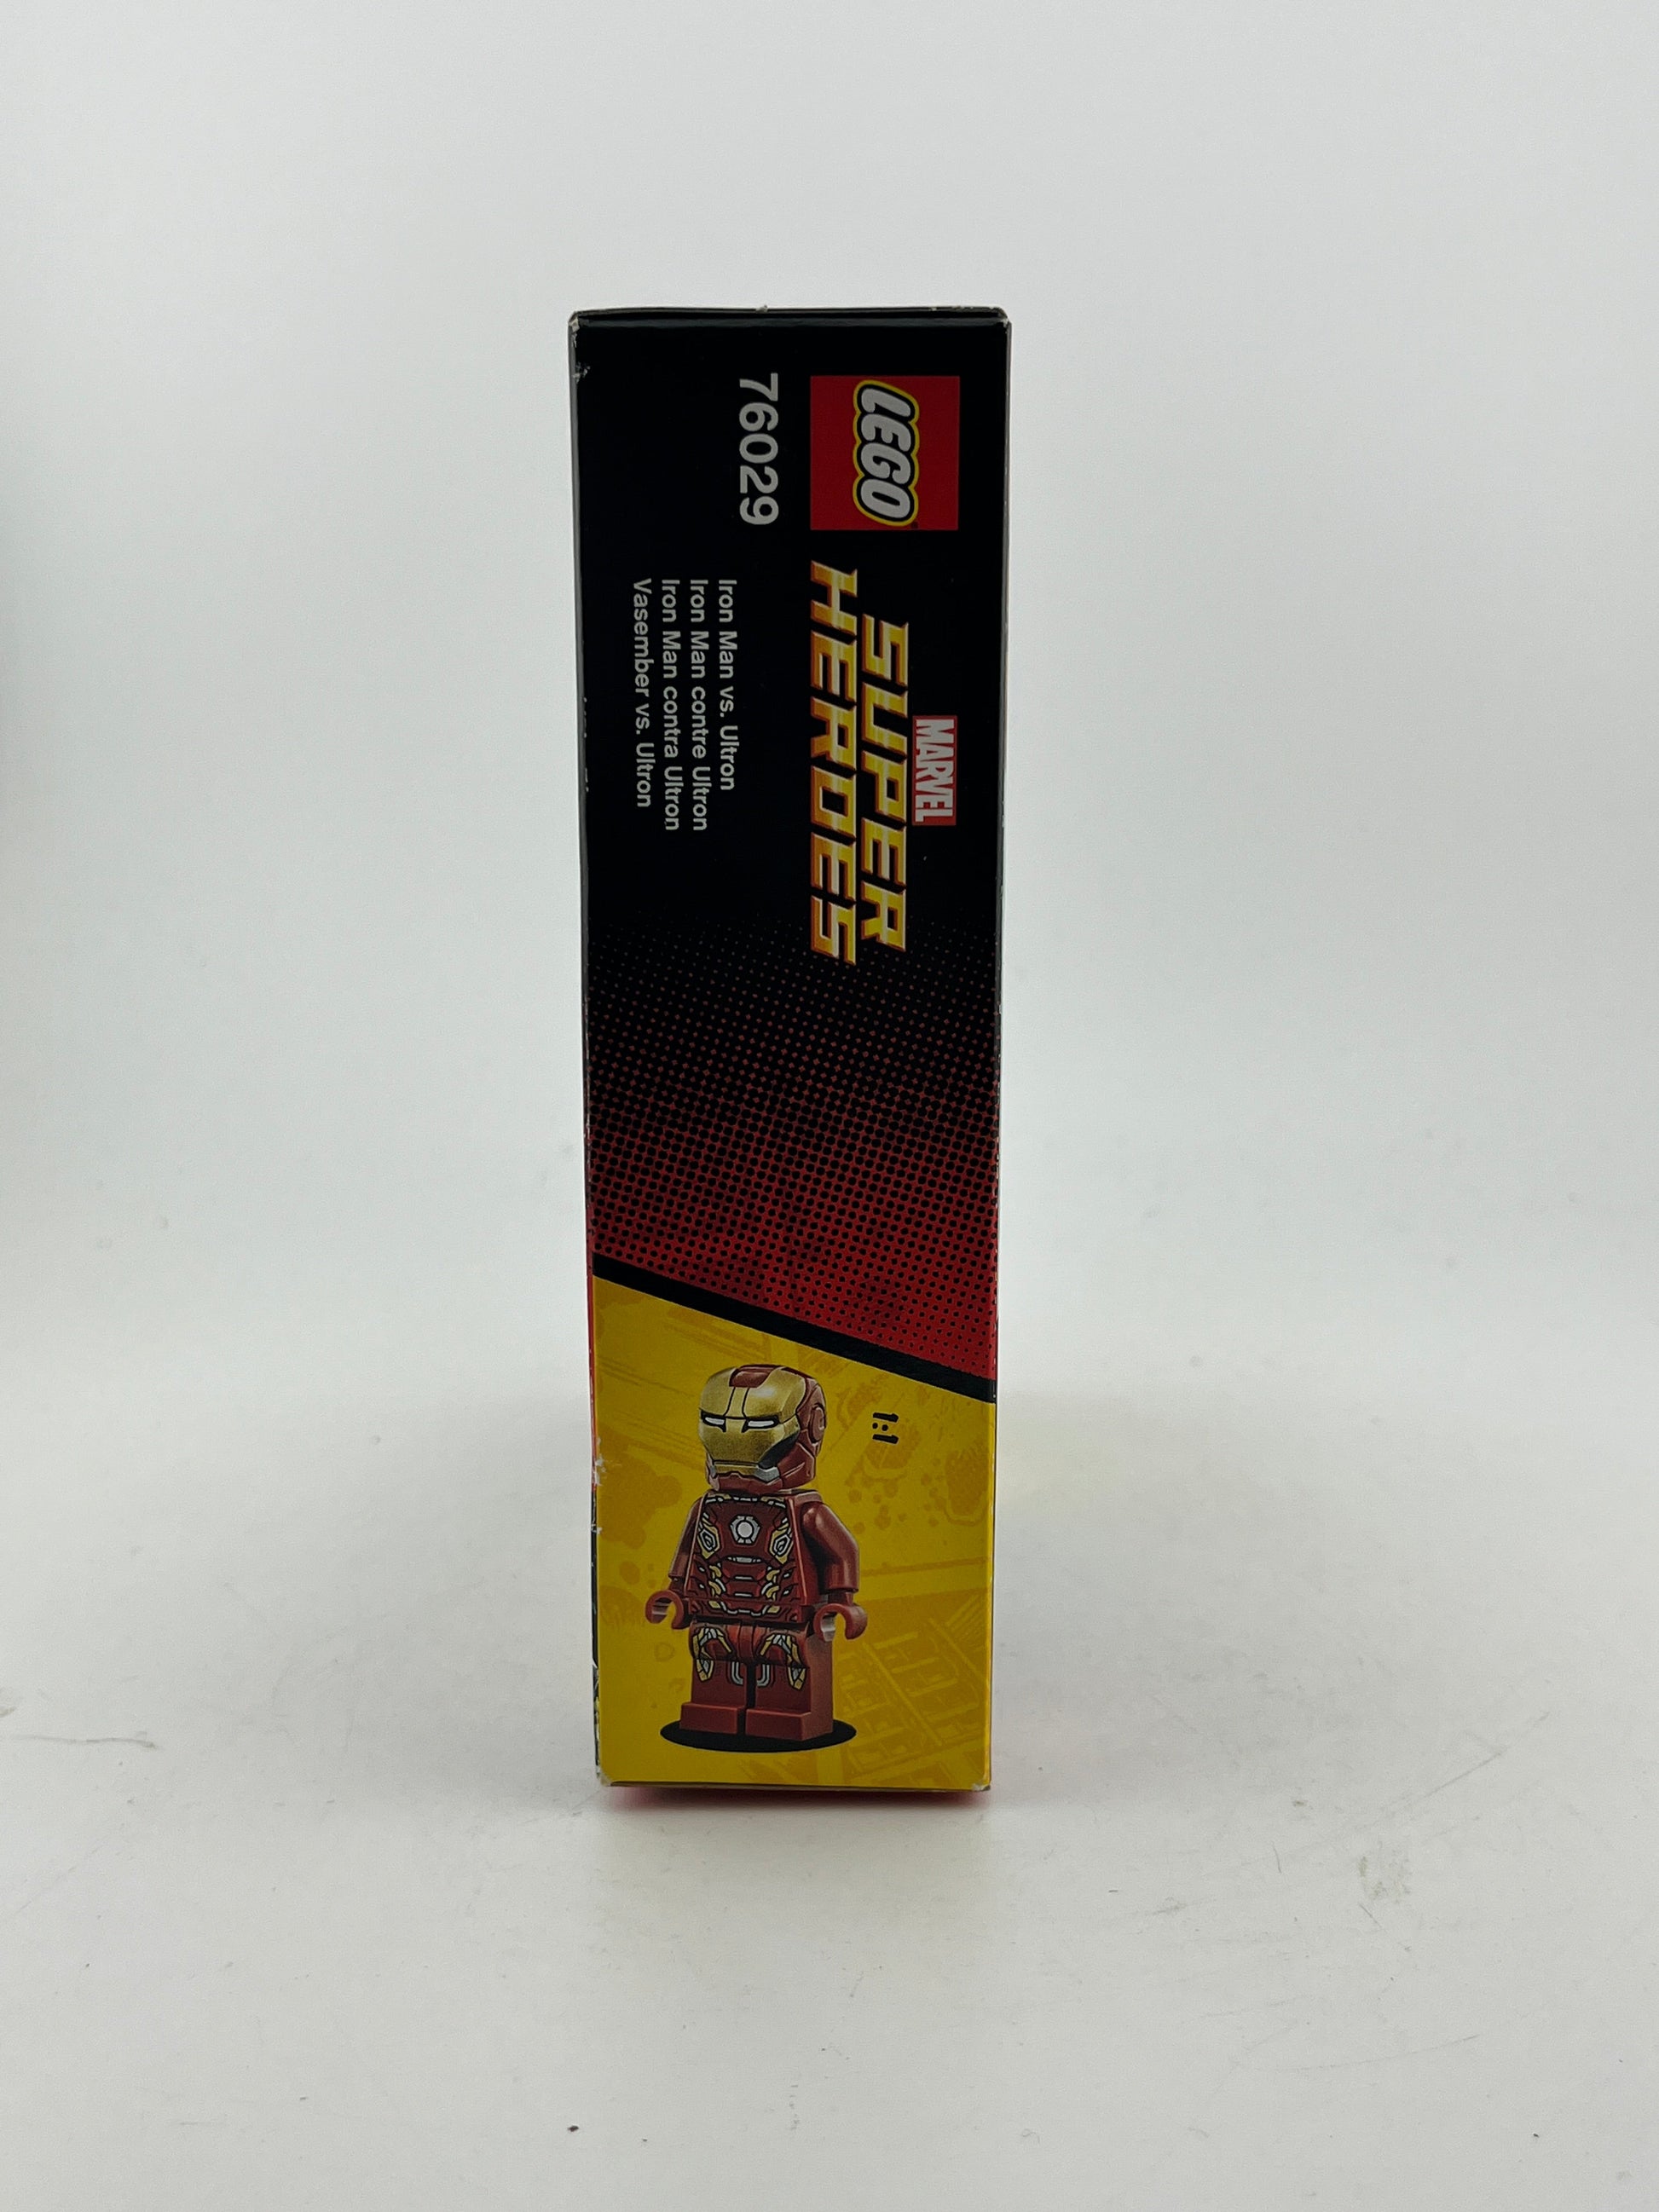 LEGO
MARVEL
SUPER
HEROES
76029
Iron Man vs. Ultron
Iron Man contre Ultron
Iron Man contra Ultron
Vasember vs. Ultron
1:1